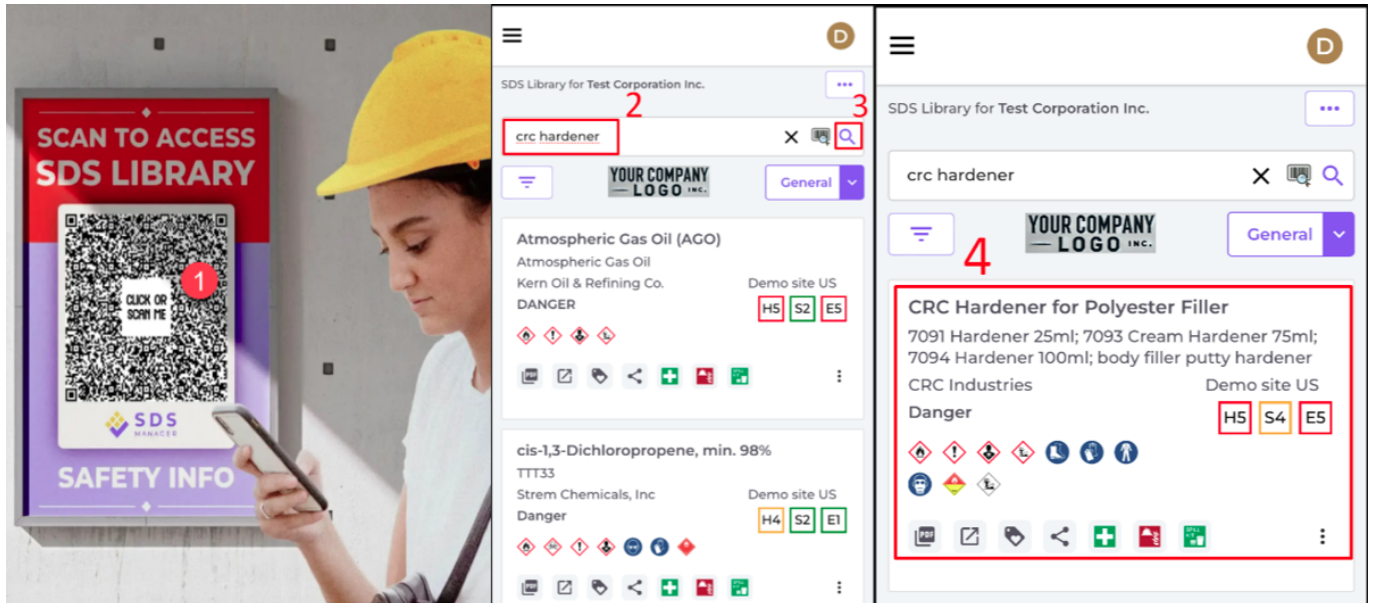 SCAN TO ACCESS
SDS LIBRARY
CLICK OR
SCAN ME
1
SDS
MANAGER
SAFETY INFO
D
SDS Library for Test Corporation Inc.
2
3
crc hardener
YOUR COMPANY
LOGO INC.
General
Atmospheric Gas Oil (AGO)
Atmospheric Gas Oil
Kern Oil & Refining Co.
Demo site US
DANGER
H5 S2 E5
PDF
cis-1,3-Dichloropropene, min. 98%
TTT33
Strem Chemicals, Inc
Demo site US
Danger
H4 S2 E1
PDF
D
SDS Library for Test Corporation Inc.
crc hardener
YOUR COMPANY
LOGO INC.
General
4
CRC Hardener for Polyester Filler
7091 Hardener 25ml; 7093 Cream Hardener 75ml;
7094 Hardener 100ml; body filler putty hardener
CRC Industries
Demo site US
Danger
H5 S4 E5
PDF